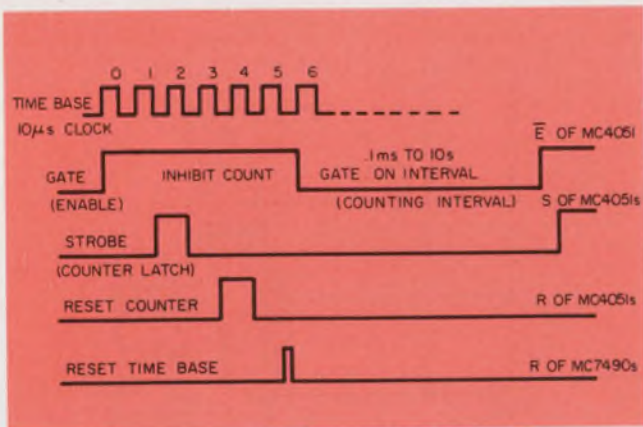 0 1 2 3 4 5 6
TIME BASE
10µs CLOCK
E̅ OF MC4051
.1ms TO 10s
GATE INHIBIT COUNT GATE ON INTERVAL
(ENABLE) (COUNTING INTERVAL) S OF MC4051s
STROBE
(COUNTER LATCH)
RESET COUNTER R OF MC4051s
RESET TIME BASE R OF MC7490s